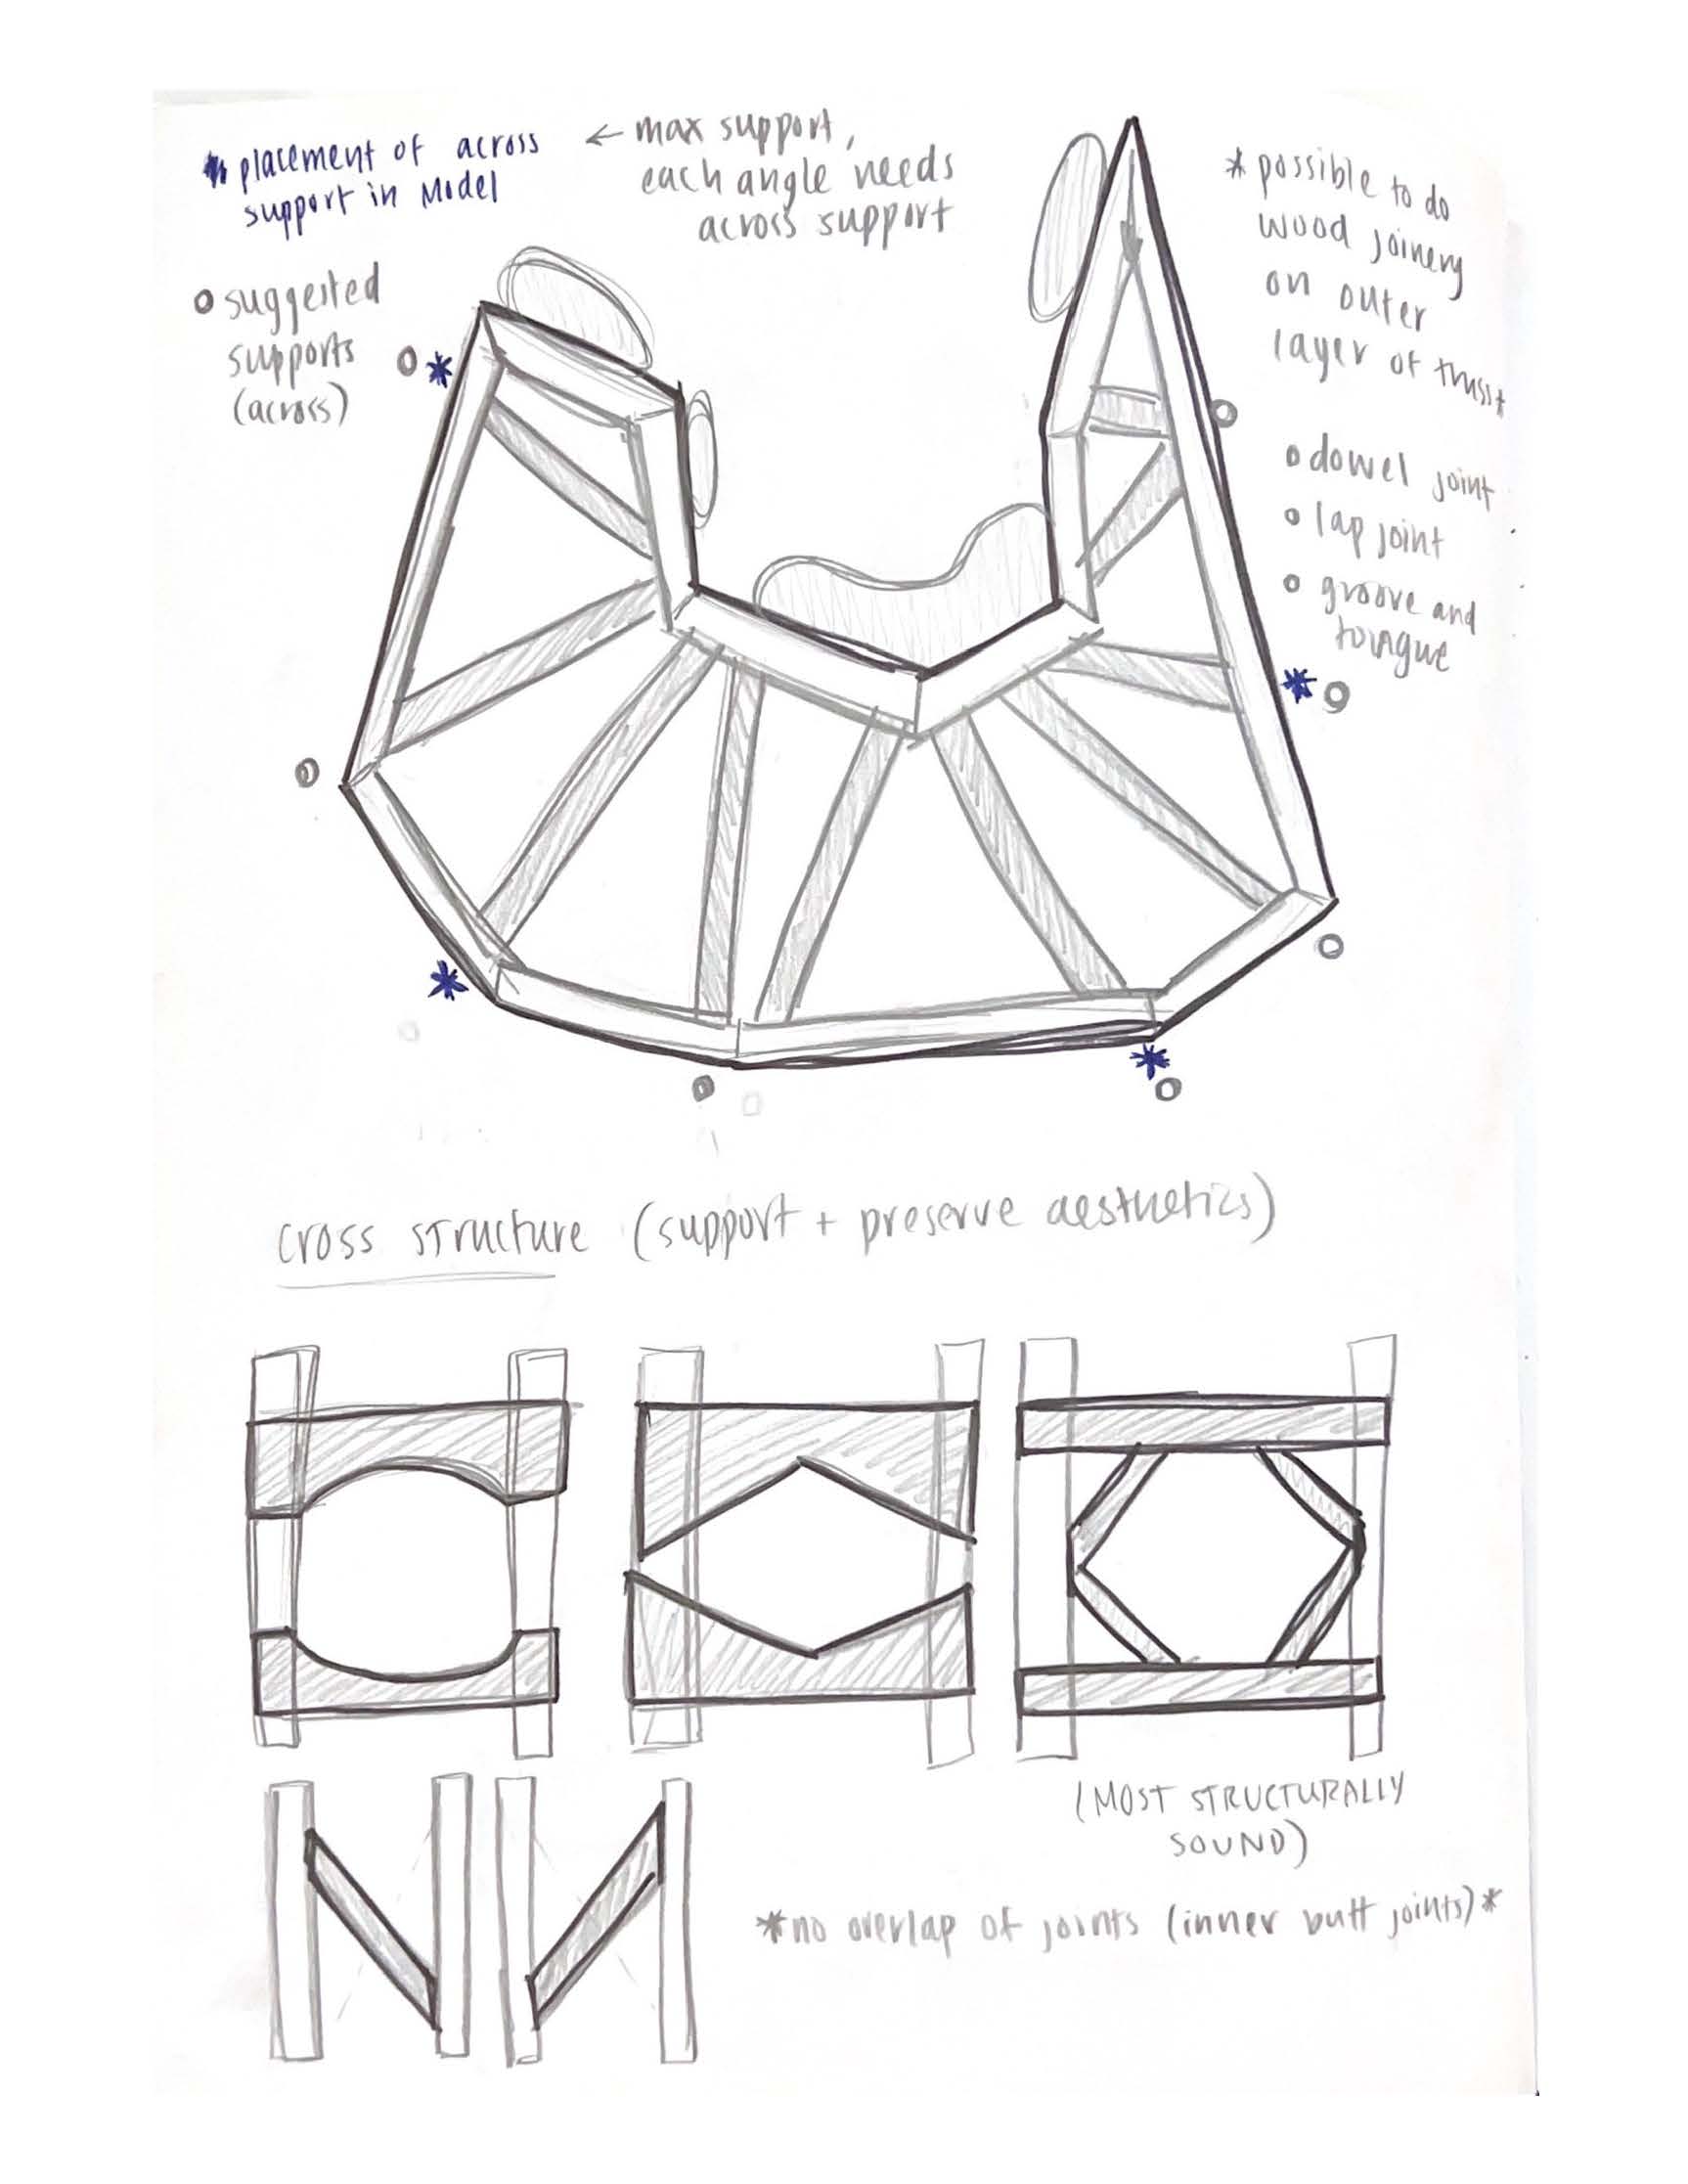 * placement of across
support in Model
← max support,
each angle needs
across support
o suggested
supports
(across)
* possible to do
wood joinery
on outer
layer of truss *
o dowel joint
o lap joint
o groove and
tongue
cross structure (support + preserve aesthetics)
(MOST STRUCTURALLY
SOUND)
*no overlap of joints (inner butt joints)*